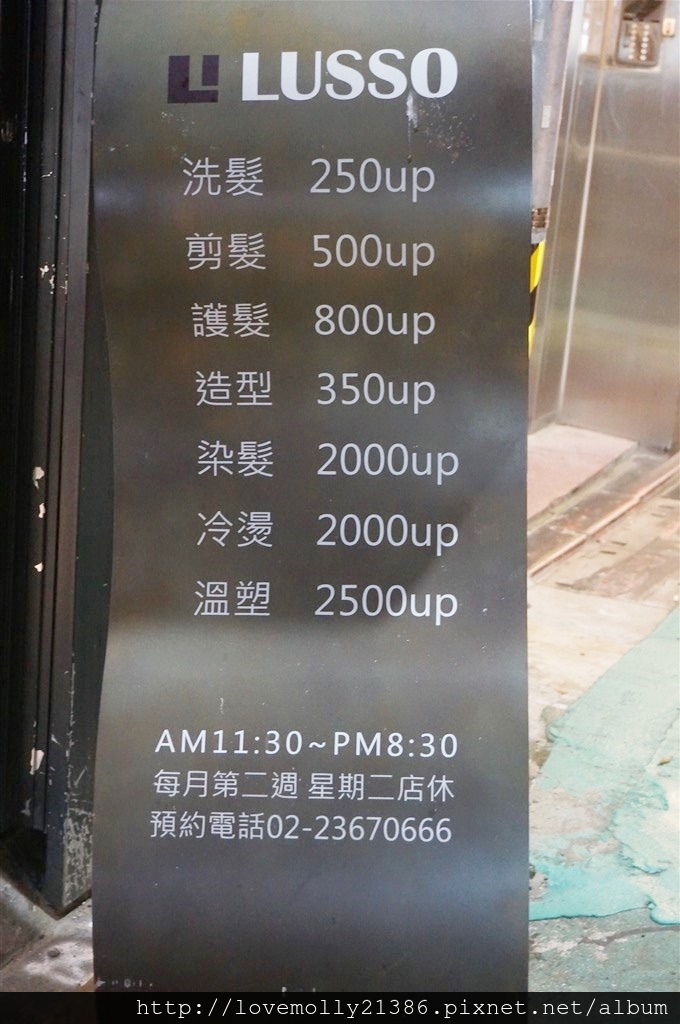 LUSSO
洗髮 250up
剪髮 500up
護髮 800up
造型 350up
染髮 2000up
冷燙 2000up
溫塑 2500up
AM11:30~PM8:30
每月第二週 星期二店休
預約電話02-23670666
http://lovemolly21386.pixnet.net/album